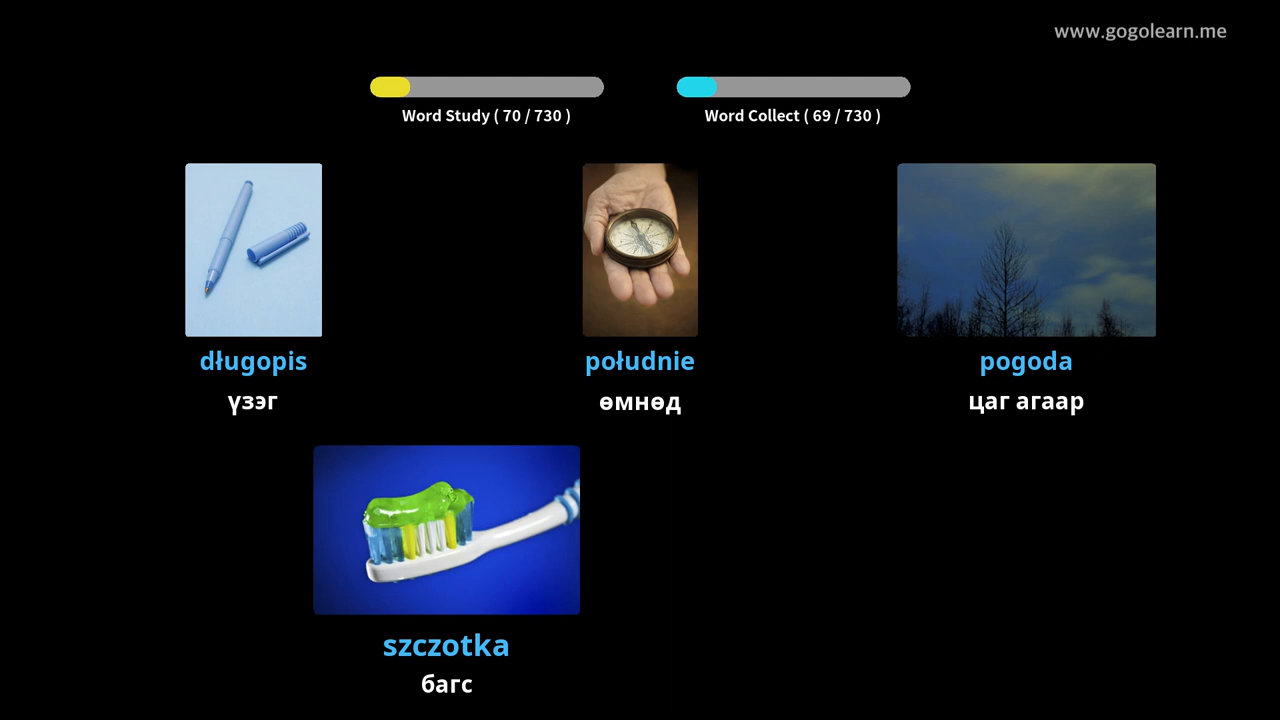 www.gogolearn.me
Word Study ( 70 / 730 )
Word Collect ( 69 / 730 )
długopis
үзэг
południe
өмнөд
pogoda
цаг агаар
szczotka
багс